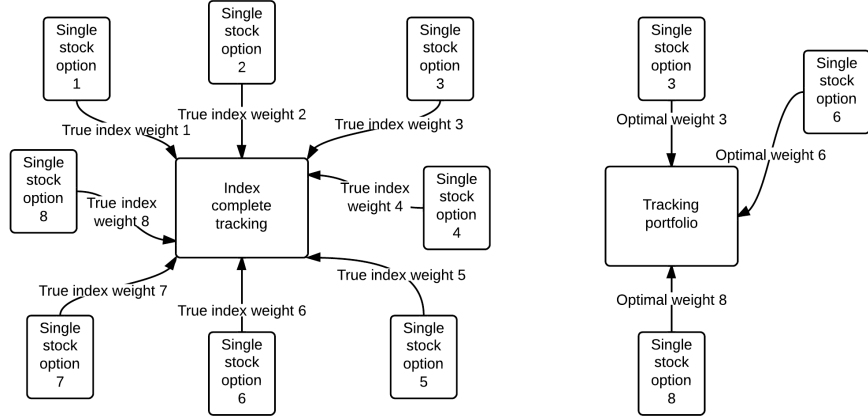 Single
stock
option
1
Single
stock
option
2
Single
stock
option
3
True index weight 1
True index weight 2
True index weight 3
Single
stock
option
8
True index
weight 8
Index
complete
tracking
True index
weight 4
Single
stock
option
4
True index weight 7
True index weight 6
True index weight 5
Single
stock
option
7
Single
stock
option
6
Single
stock
option
5
Single
stock
option
3
Single
stock
option
6
Optimal weight 3
Optimal weight 6
Tracking
portfolio
Optimal weight 8
Single
stock
option
8